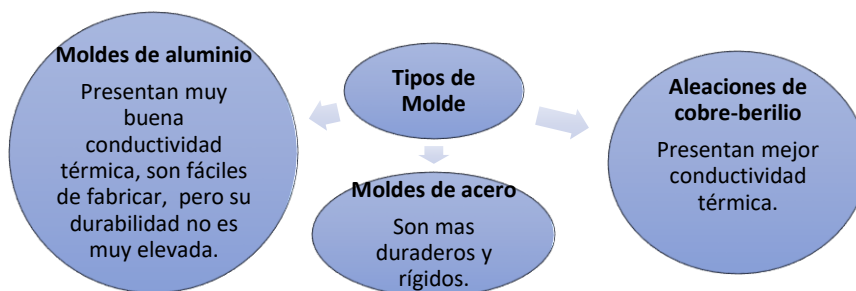 Tipos de
Molde
Moldes de aluminio
Presentan muy
buena
conductividad
térmica, son fáciles
de fabricar, pero su
durabilidad no es
muy elevada.
Moldes de acero
Son mas
duraderos y
rígidos.
Aleaciones de
cobre-berilio
Presentan mejor
conductividad
térmica.